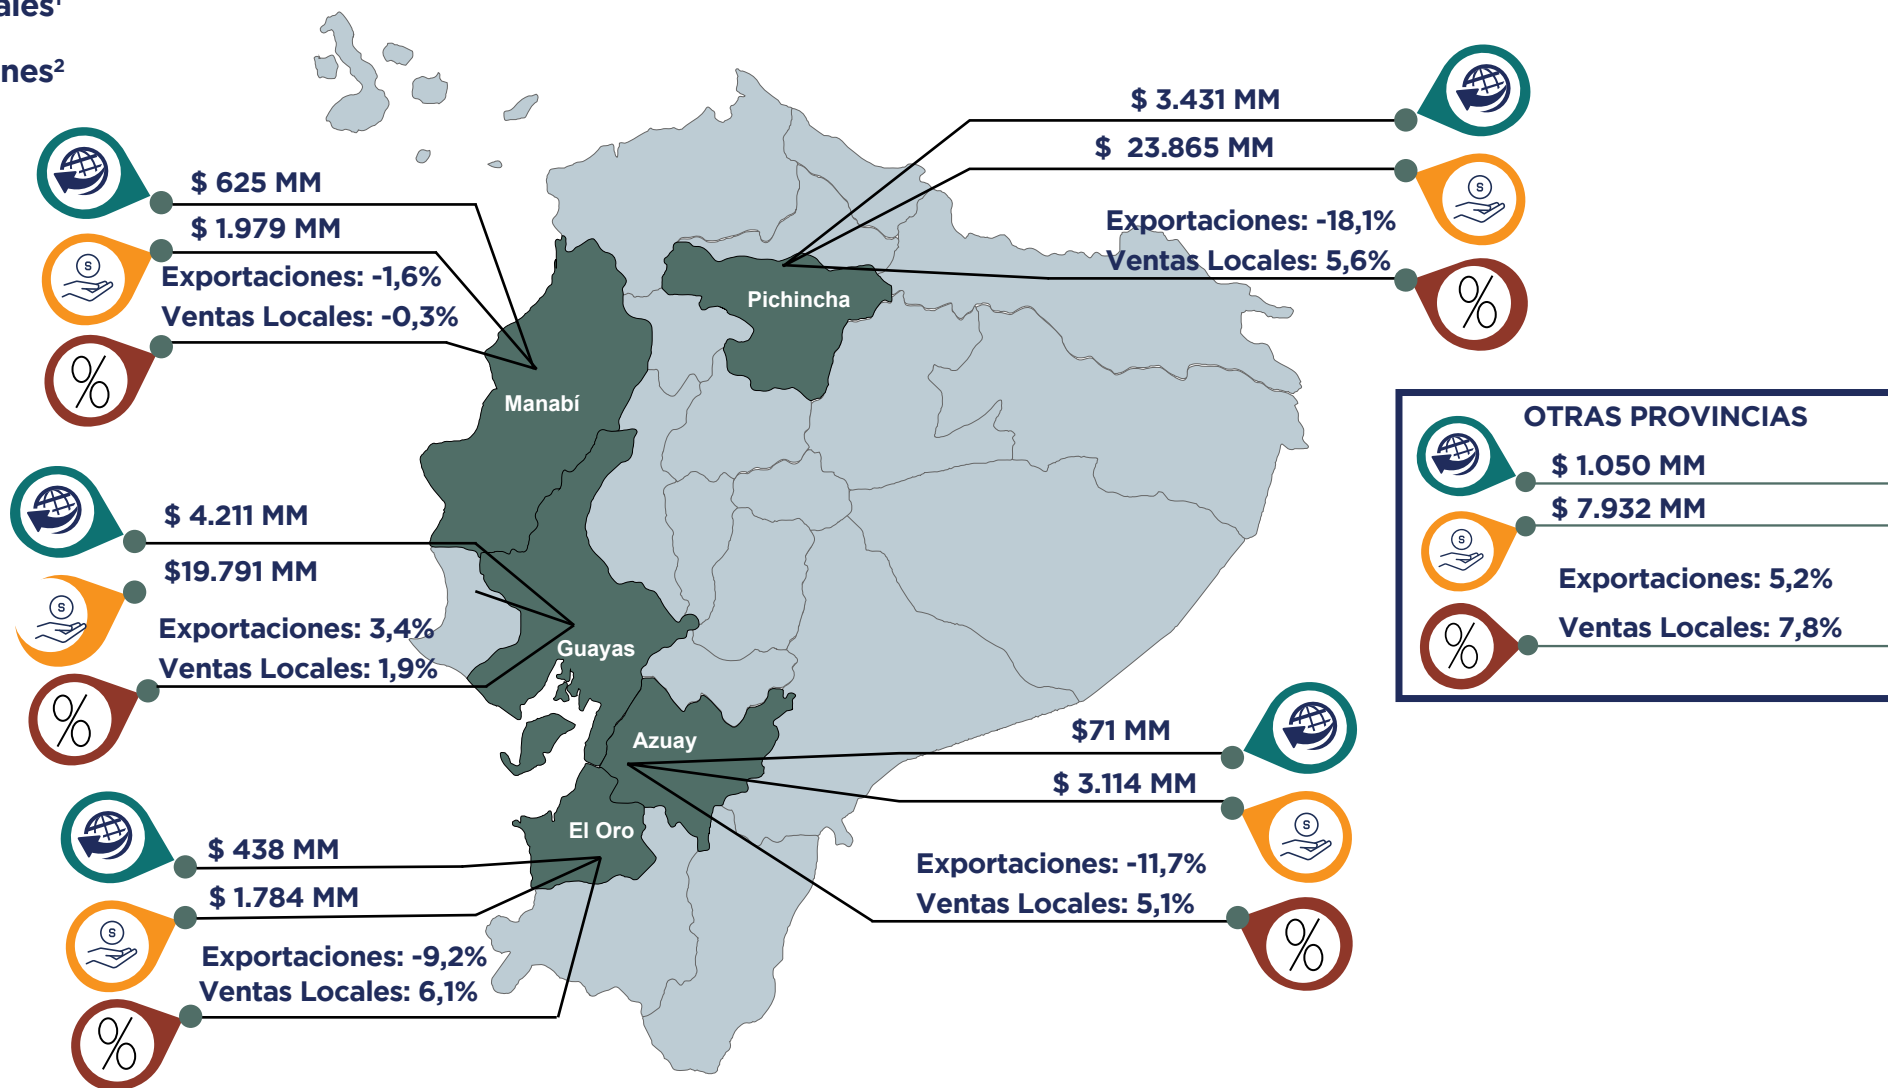 ales¹
nes²
$ 625 MM
$ 1.979 MM
Exportaciones: -1,6%
Ventas Locales: -0,3%
%
Manabí
$ 3.431 MM
$ 23.865 MM
Exportaciones: -18,1%
Ventas Locales: 5,6%
%
Pichincha
OTRAS PROVINCIAS
$ 1.050 MM
$ 7.932 MM
Exportaciones: 5,2%
Ventas Locales: 7,8%
%
$ 4.211 MM
$19.791 MM
Exportaciones: 3,4%
Ventas Locales: 1,9%
%
Guayas
Azuay
$71 MM
$ 3.114 MM
Exportaciones: -11,7%
Ventas Locales: 5,1%
%
El Oro
$ 438 MM
$ 1.784 MM
Exportaciones: -9,2%
Ventas Locales: 6,1%
%